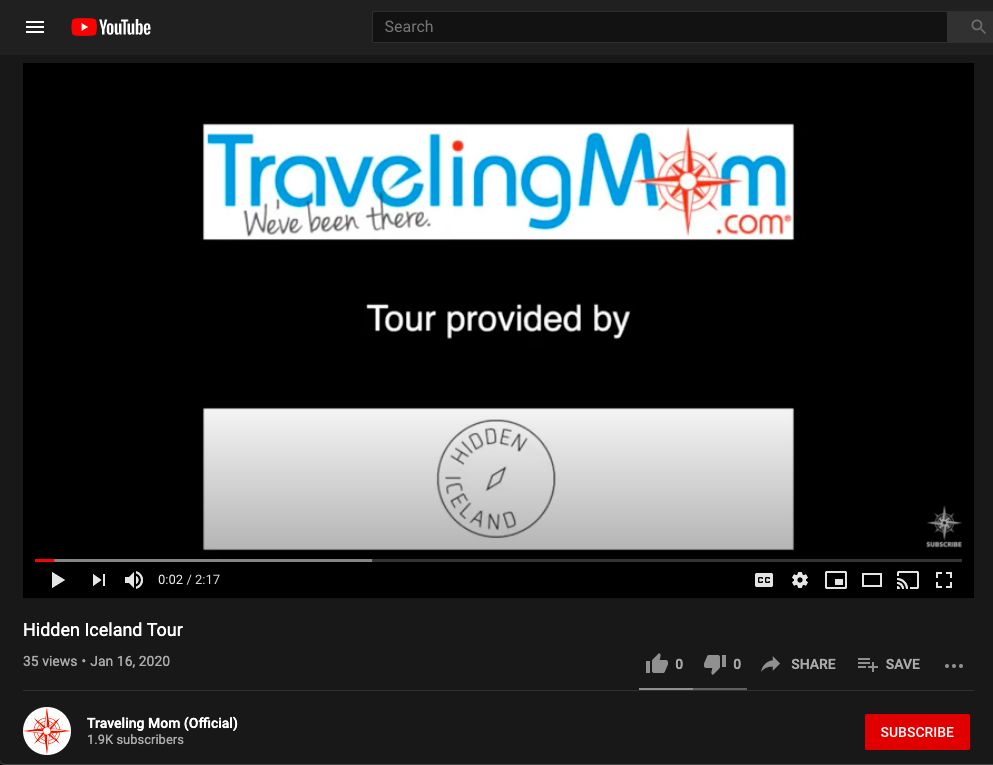 YouTube
Search
TravelingMom
We've been there.
.com®
Tour provided by
HIDDEN
ICELAND
SUBSCRIBE
0:02 / 2:17
CC
Hidden Iceland Tour
35 views • Jan 16, 2020
0 0 SHARE SAVE
Traveling Mom (Official)
1.9K subscribers
SUBSCRIBE